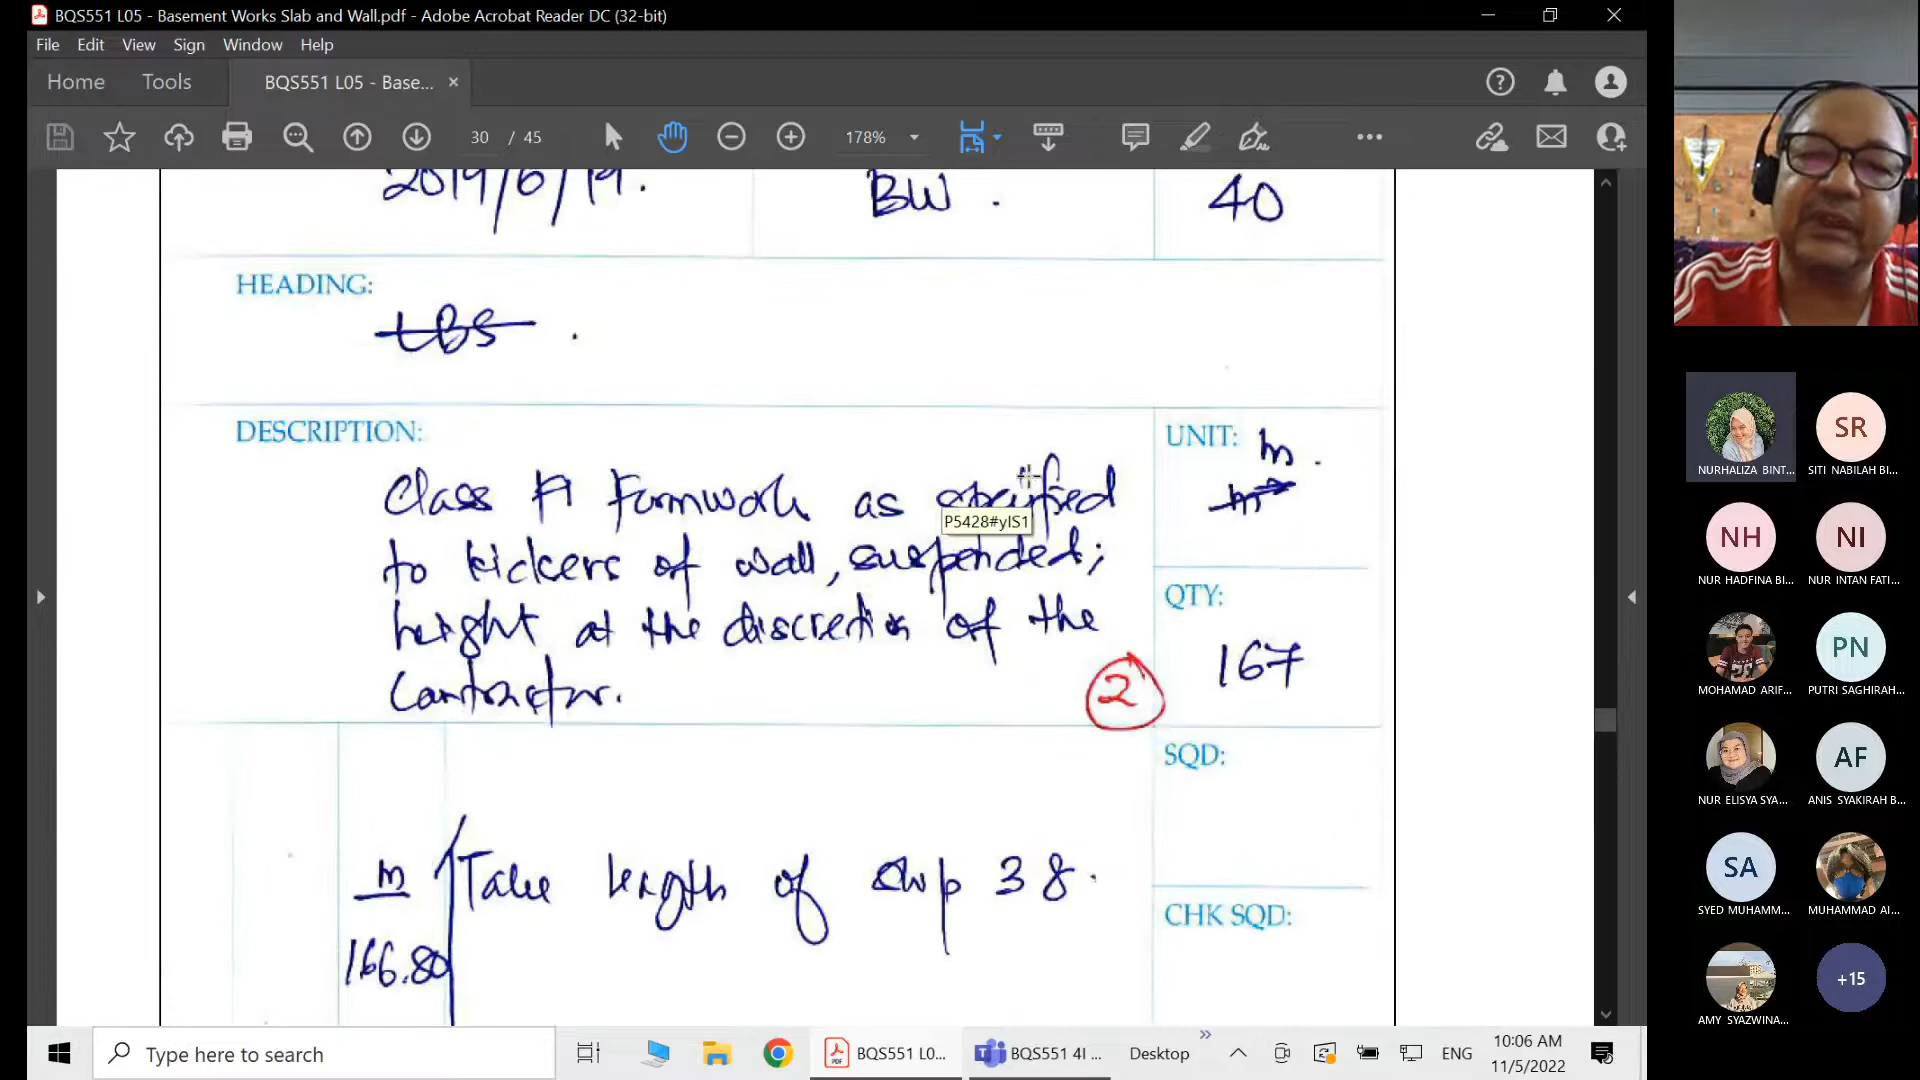 BQS551 L05 - Basement Works Slab and Wall.pdf - Adobe Acrobat Reader DC (32-bit)
File Edit View Sign Window Help
Home Tools BQS551 L05 - Base... ×
30 / 45 178%
2019/6/19.
BW.
40
HEADING:
tBS.
DESCRIPTION:
Class F1 Formwork as specified
to kickers of wall, suspended;
height at the discretion of the
Contractor.
2
P5428#yIS1
UNIT: m.
m²
QTY:
167
SQD:
CHK SQD:
m
166.80
Take length of slip 38.
NURHALIZA BINT...
SR
SITI NABILAH BI...
NH
NUR HADFINA BI...
NI
NUR INTAN FATI...
MOHAMAD ARIF...
PN
PUTRI SAGHIRAH...
NUR ELISYA SYA...
AF
ANIS SYAKIRAH B...
SA
SYED MUHAMM...
MUHAMMAD AI...
AMY SYAZWINA...
+15
Type here to search
BQS551 L0...
BQS551 4I ...
Desktop
ENG
10:06 AM
11/5/2022